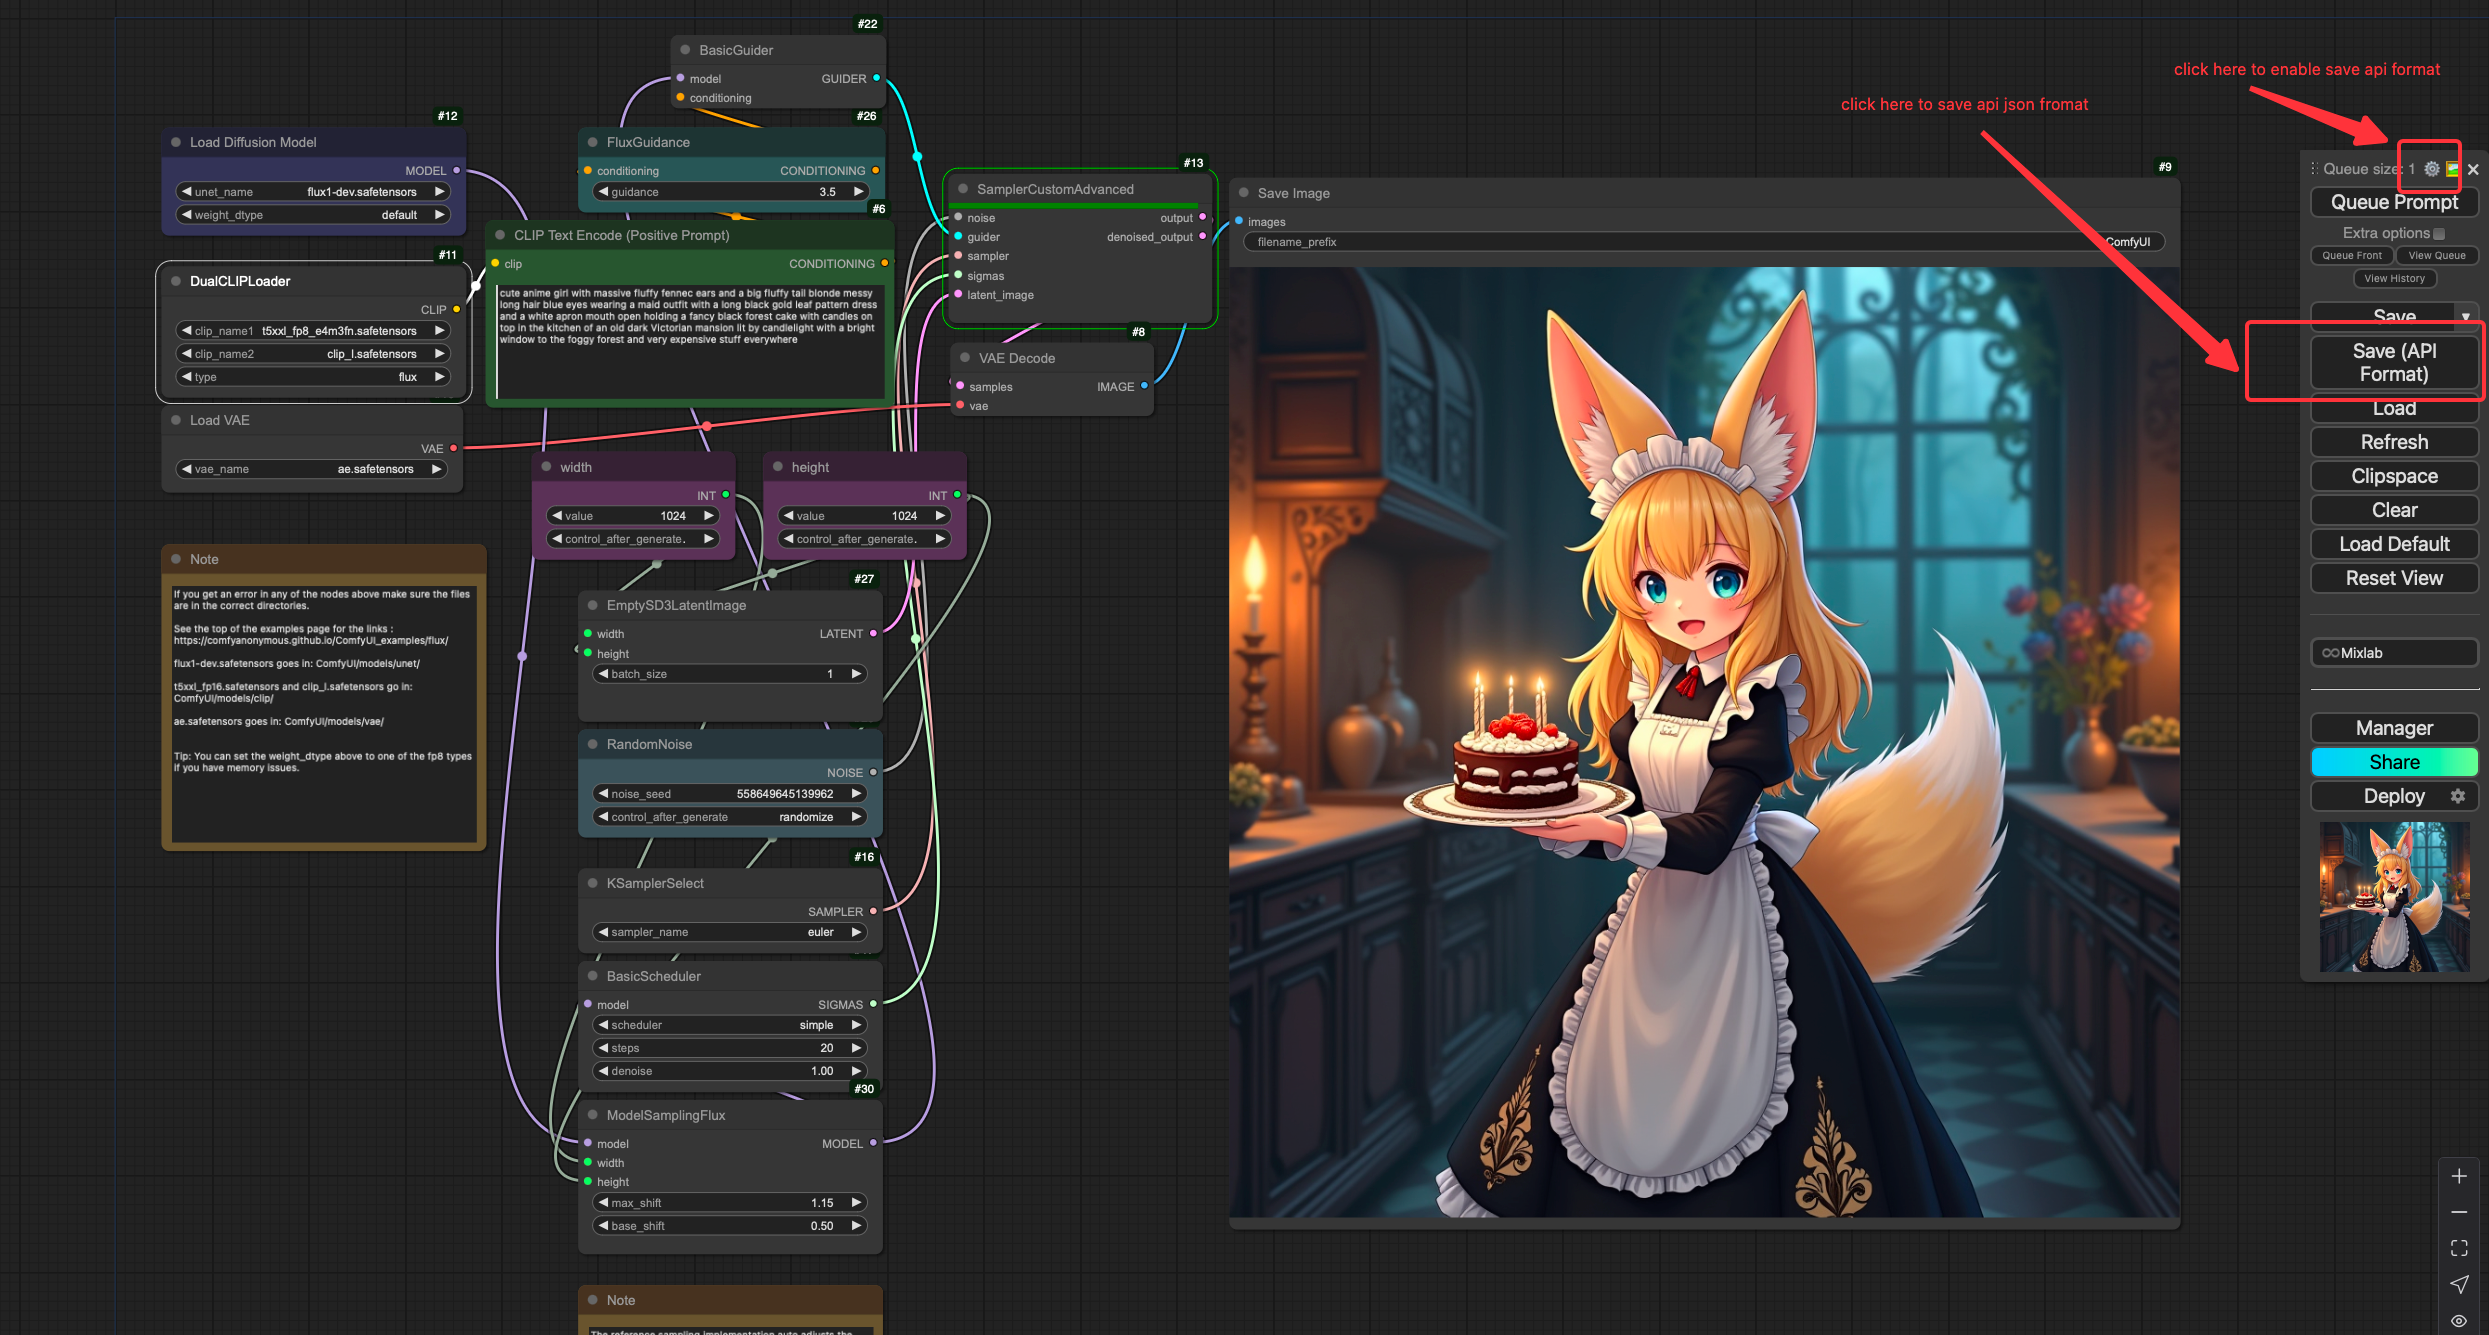 click here to enable save api format
click here to save api json fromat
#22
BasicGuider
model GUIDER
conditioning
#26
FluxGuidance
conditioning CONDITIONING
guidance 3.5
#12
Load Diffusion Model
MODEL
unet_name flux1-dev.safetensors
weight_dtype default
#6
CLIP Text Encode (Positive Prompt)
clip CONDITIONING
cute anime girl with massive fluffy fennec ears and a big fluffy tail blonde messy
long hair blue eyes wearing a maid outfit with a long black gold leaf pattern dress
and a white apron mouth open holding a fancy black forest cake with candles on
top in the kitchen of an old dark Victorian mansion lit by candlelight with a bright
window to the foggy forest and very expensive stuff everywhere
#11
DualCLIPLoader
CLIP
clip_name1 t5xxl_fp8_e4m3fn.safetensors
clip_name2 clip_l.safetensors
type flux
Load VAE
VAE
vae_name ae.safetensors
#13
SamplerCustomAdvanced
noise output
guider denoised_output
sampler
sigmas
latent_image
#8
VAE Decode
samples IMAGE
vae
#9
Save Image
images
filename_prefix ComfyUI
width
INT
value 1024
control_after_generate.
height
INT
value 1024
control_after_generate.
Note
If you get an error in any of the nodes above make sure the files
are in the correct directories.
See the top of the examples page for the links :
https://comfyanonymous.github.io/ComfyUI_examples/flux/
flux1-dev.safetensors goes in: ComfyUI/models/unet/
t5xxl_fp16.safetensors and clip_l.safetensors go in:
ComfyUI/models/clip/
ae.safetensors goes in: ComfyUI/models/vae/
Tip: You can set the weight_dtype above to one of the fp8 types
if you have memory issues.
#27
EmptySD3LatentImage
width LATENT
height
batch_size 1
RandomNoise
NOISE
noise_seed 558649645139962
control_after_generate randomize
#16
KSamplerSelect
SAMPLER
sampler_name euler
BasicScheduler
model SIGMAS
scheduler simple
steps 20
denoise 1.00
#30
ModelSamplingFlux
model MODEL
width
height
max_shift 1.15
base_shift 0.50
Note
The reference sampling implementation auto adjusts the
Queue size: 1
Queue Prompt
Extra options
Queue Front View Queue
View History
Save
Save (API
Format)
Load
Refresh
Clipspace
Clear
Load Default
Reset View
Mixlab
Manager
Share
Deploy